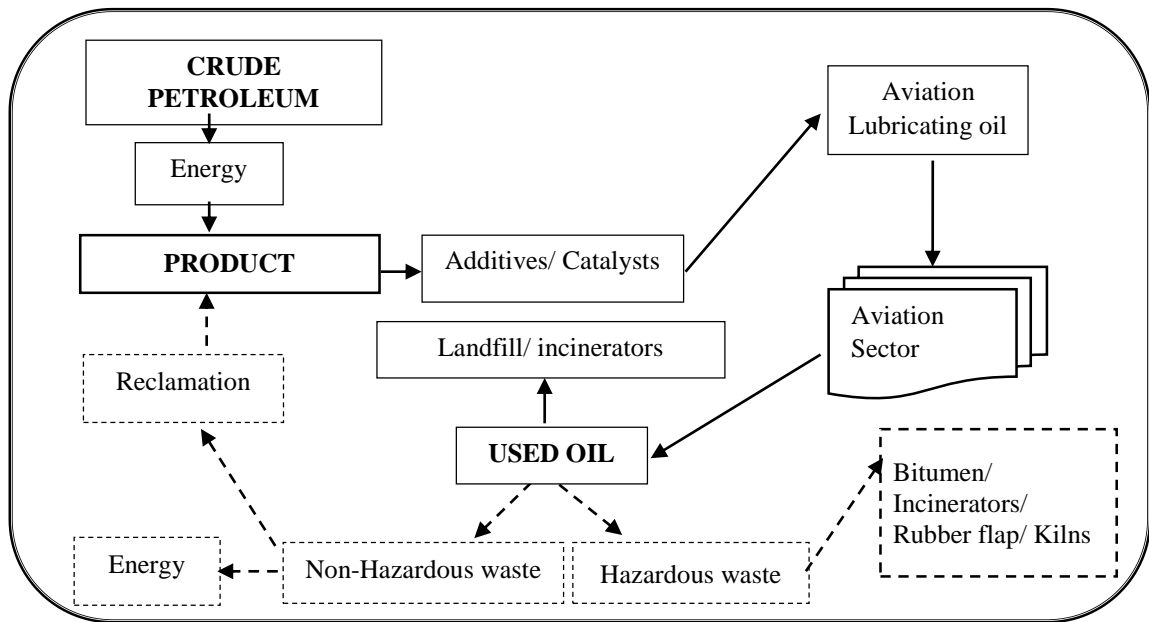 CRUDE
PETROLEUM
Aviation
Lubricating oil
Energy
PRODUCT
Additives/ Catalysts
Aviation
Sector
Landfill/ incinerators
Reclamation
USED OIL
Bitumen/
Incinerators/
Rubber flap/ Kilns
Energy
Non-Hazardous waste
Hazardous waste